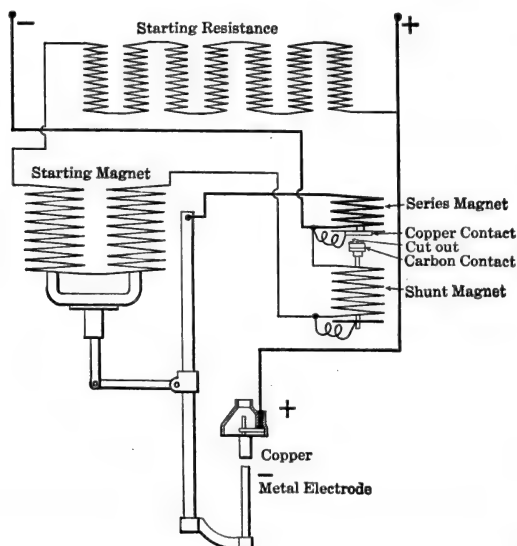 −
Starting Resistance
+
Starting Magnet
Series Magnet
Copper Contact
Cut out
Carbon Contact
Shunt Magnet
+
Copper
−
Metal Electrode